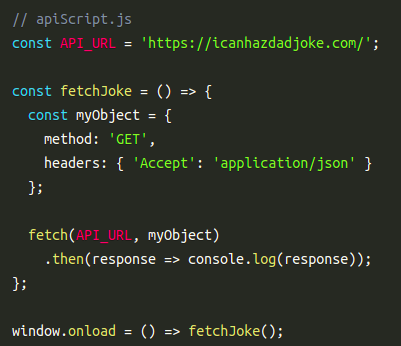 // apiScript.js
const API_URL = 'https://icanhazdadjoke.com/';

const fetchJoke = () => {
  const myObject = {
    method: 'GET',
    headers: { 'Accept': 'application/json' }
  };

  fetch(API_URL, myObject)
    .then(response => console.log(response));
};

window.onload = () => fetchJoke();